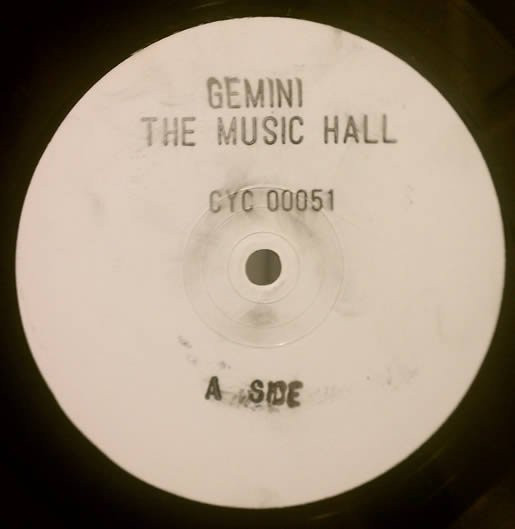 GEMINI
THE MUSIC HALL
CYC 00051
A SIDE